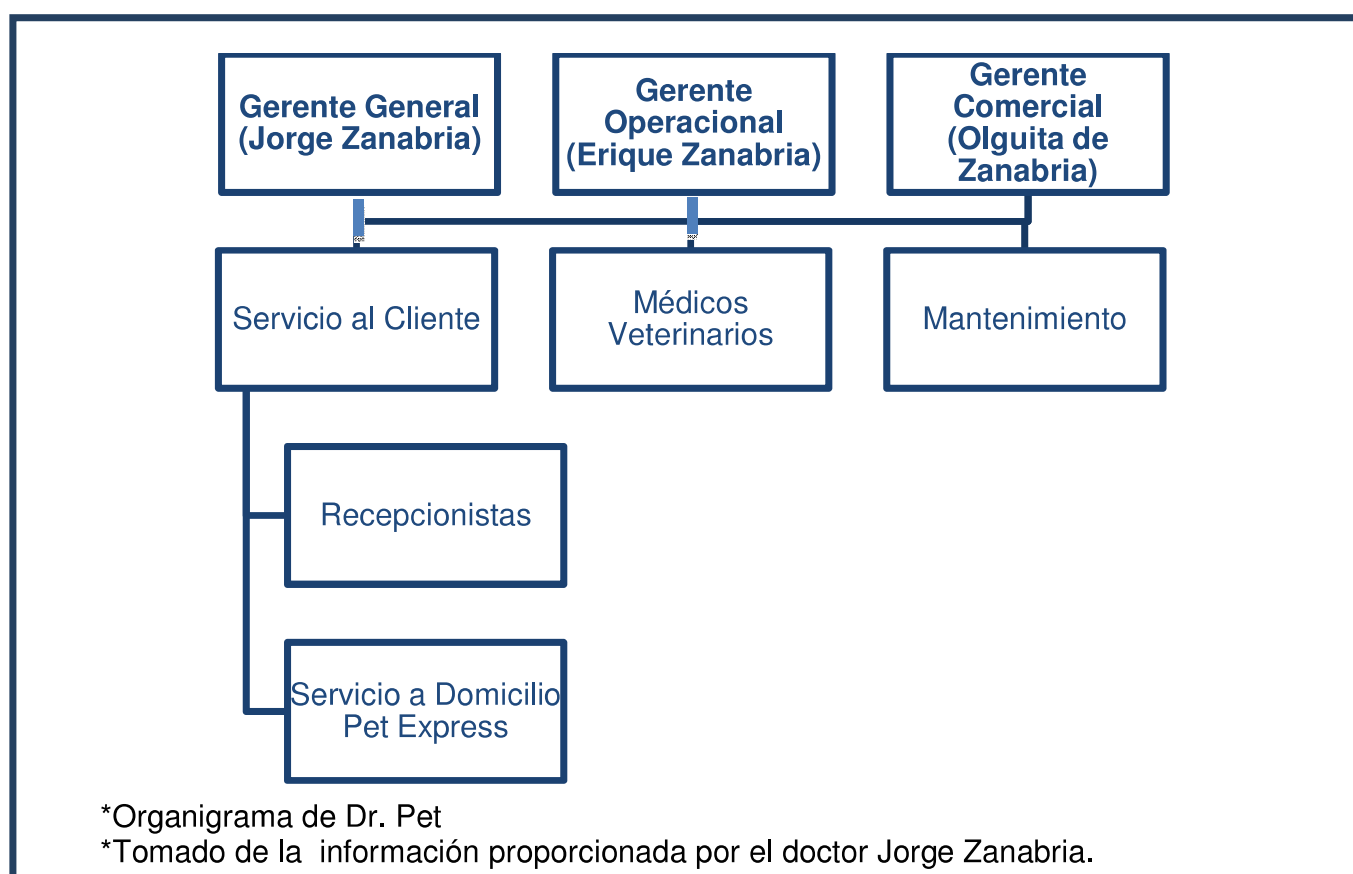 Gerente General
(Jorge Zanabria)
Gerente
Operacional
(Erique Zanabria)
Gerente
Comercial
(Olguita de
Zanabria)
Servicio al Cliente
Médicos
Veterinarios
Mantenimiento
Recepcionistas
Servicio a Domicilio
Pet Express
*Organigrama de Dr. Pet
*Tomado de la  información proporcionada por el doctor Jorge Zanabria.